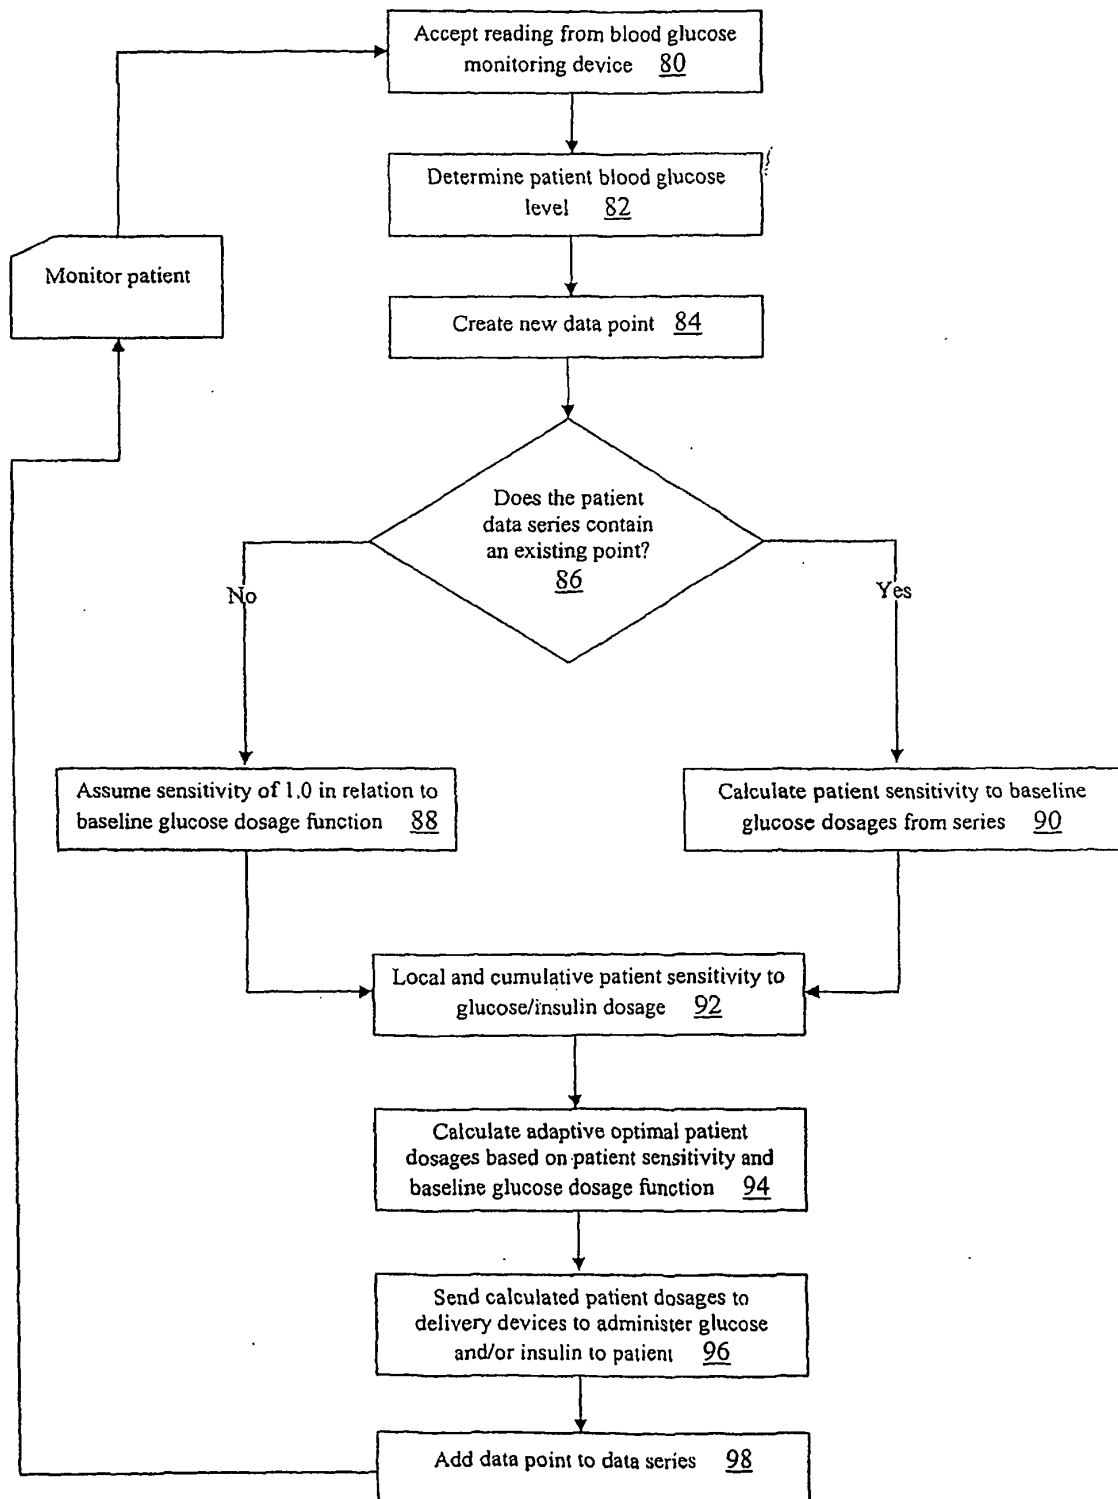 Accept reading from blood glucose
monitoring device 80
Determine patient blood glucose
level 82
Monitor patient
Create new data point 84
Does the patient
data series contain
an existing point?
86
No
Yes
Assume sensitivity of 1.0 in relation to
baseline glucose dosage function 88
Calculate patient sensitivity to baseline
glucose dosages from series 90
Local and cumulative patient sensitivity to
glucose/insulin dosage 92
Calculate adaptive optimal patient
dosages based on patient sensitivity and
baseline glucose dosage function 94
Send calculated patient dosages to
delivery devices to administer glucose
and/or insulin to patient 96
Add data point to data series 98